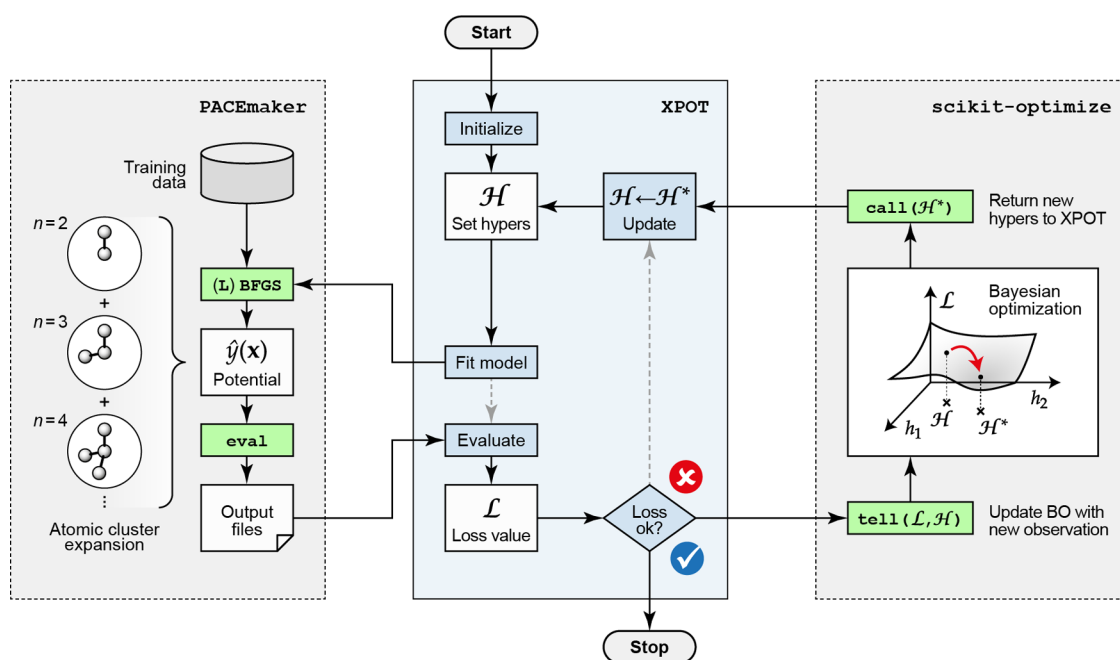 Start
PACEmaker
Training
data
n=2
+
n=3
+
n=4
⋮
Atomic cluster
expansion
(L) BFGS
ŷ(x)
Potential
eval
Output
files
XPOT
Initialize
ℋ
Set hypers
ℋ←ℋ*
Update
Fit model
Evaluate
ℒ
Loss value
Loss
ok?
Stop
scikit-optimize
call(ℋ*)
Return new
hypers to XPOT
Bayesian
optimization
ℒ
h₂
ℋ
ℋ*
h₁
tell(ℒ,ℋ)
Update BO with
new observation